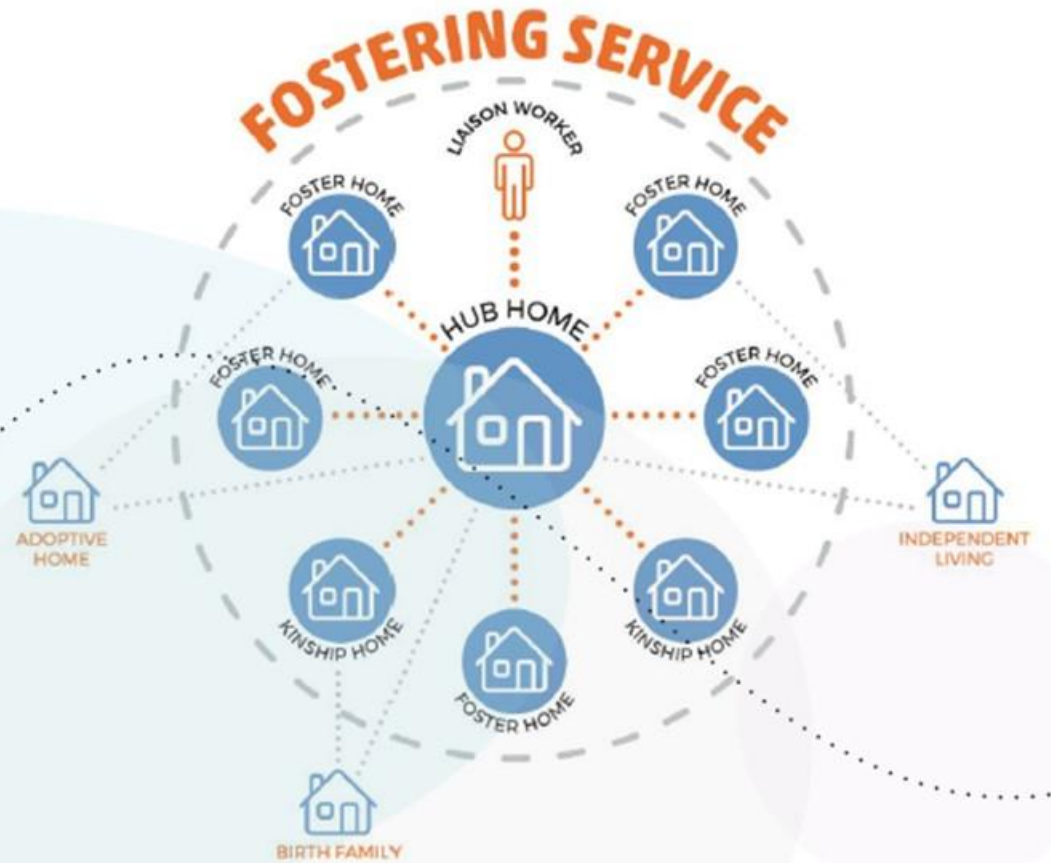 FOSTERING SERVICE
LIAISON WORKER
FOSTER HOME
FOSTER HOME
HUB HOME
FOSTER HOME
FOSTER HOME
ADOPTIVE
HOME
INDEPENDENT
LIVING
KINSHIP HOME
KINSHIP HOME
FOSTER HOME
BIRTH FAMILY